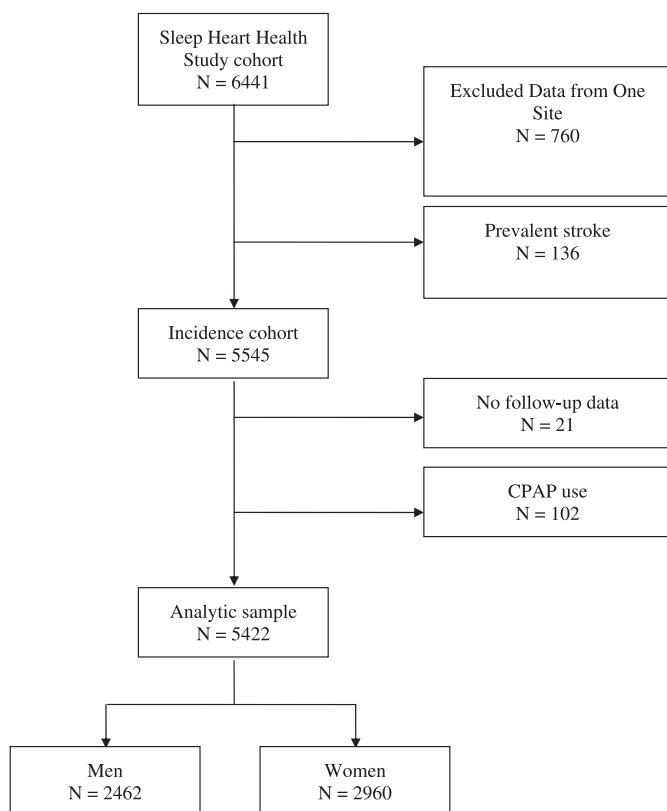 Sleep Heart Health
Study cohort
N = 6441
Excluded Data from One
Site
N = 760
Prevalent stroke
N = 136
Incidence cohort
N = 5545
No follow-up data
N = 21
CPAP use
N = 102
Analytic sample
N = 5422
Men
N = 2462
Women
N = 2960